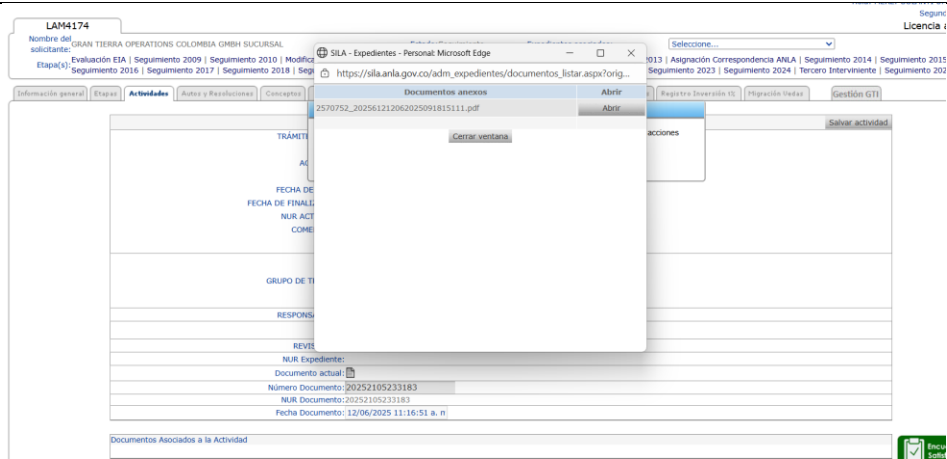 Segund
LAM4174
Licencia a
Nombre del solicitante: GRAN TIERRA OPERATIONS COLOMBIA GMBH SUCURSAL
Seleccione...
Etapa(s): Evaluación EIA | Seguimiento 2009 | Seguimiento 2010 | Modifica
2013 | Asignación Correspondencia ANLA | Seguimiento 2014 | Seguimiento 2015
Seguimiento 2016 | Seguimiento 2017 | Seguimiento 2018 | Seg
Seguimiento 2023 | Seguimiento 2024 | Tercero Interviniente | Seguimiento 202
SILA - Expedientes - Personal: Microsoft Edge
https://sila.anla.gov.co/adm_expedientes/documentos_listar.aspx?orig...
Documentos anexos Abrir
2570752_202561212062025091815111.pdf Abrir
Cerrar ventana
Información general Etapas Actividades Autos y Resoluciones Conceptos
Registro Inversión 1% Migración Vedas Gestión GTI
Salvar actividad
acciones
TRÁMIT
AC
FECHA DE
FECHA DE FINALI
NUR ACT
COME
GRUPO DE T
RESPONS
REVIS
NUR Expediente:
Documento actual:
Número Documento: 20252105233183
NUR Documento: 20252105233183
Fecha Documento: 12/06/2025 11:16:51 a. n
Documentos Asociados a la Actividad
Encue
Satisf